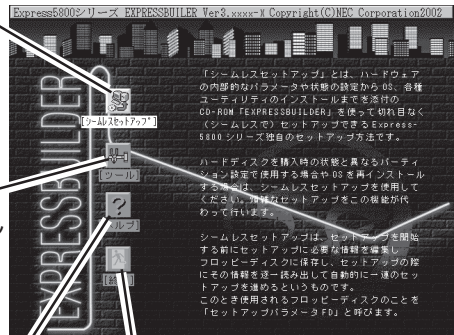 Express5800シリーズ EXPRESSBUILER Ver3.xxxx-X Copyright(C)NEC Corporation2002
EXPRESSBUILDER
[シームレスセットアップ]
[ツール]
[ヘルプ]
[終了]
「シームレスセットアップ」とは、ハードウェア
の内部的なパラメータや状態の設定から OS、各種
ユーティリティのインストールまでを添付の
CD-ROM「EXPRESSBUILDER」を使って切れ目なく
（シームレスで）セットアップできる Express-
5800 シリーズ独自のセットアップ方法です。
ハードディスクを購入時の状態と異なるパーティ
ション設定で使用する場合や OS を再インストール
する場合は、シームレスセットアップを使用して
ください。煩雑なセットアップをこの機能が代
わって行います。
シームレスセットアップは、セットアップを開始
する前にセットアップに必要な情報を編集し
フロッピーディスクに保存し、セットアップの際
にその情報を逐一読み出して自動的に一連のセッ
トアップを進めるというものです。
このとき使用されるフロッピーディスクのことを
「セットアップパラメータ FD」と呼びます。